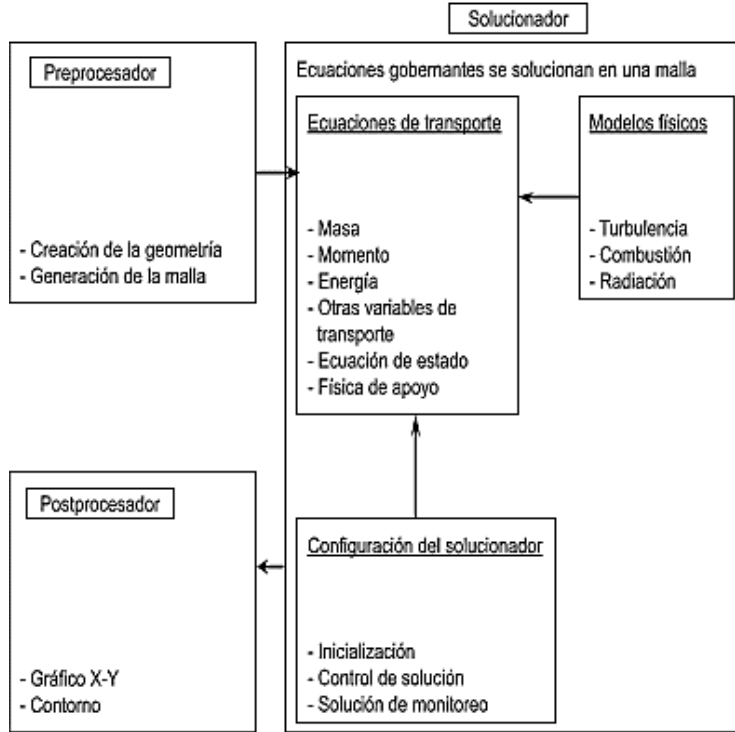 Solucionador
Preprocesador
- Creación de la geometría
- Generación de la malla
Ecuaciones gobernantes se solucionan en una malla
Ecuaciones de transporte
- Masa
- Momento
- Energía
- Otras variables de
transporte
- Ecuación de estado
- Física de apoyo
Modelos físicos
- Turbulencia
- Combustión
- Radiación
Postprocesador
- Gráfico X-Y
- Contorno
Configuración del solucionador
- Inicialización
- Control de solución
- Solución de monitoreo